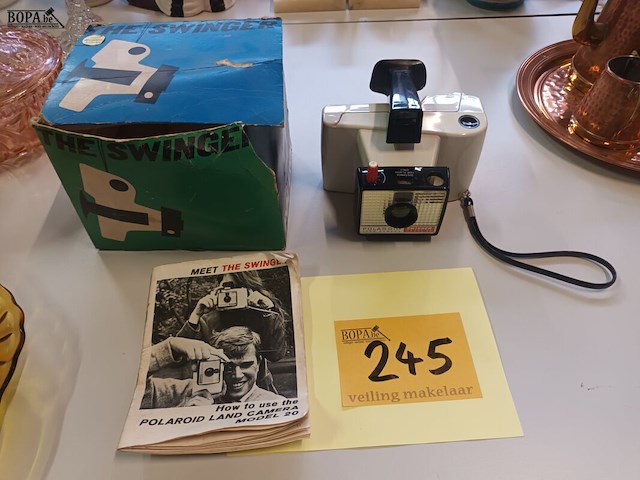 BOPA.be
THE SWINGER
THE SWINGER
MEET THE SWINGER
How to use the
POLAROID LAND CAMERA
MODEL 20
POLAROID
BOPA.be
245
veiling makelaar